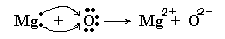 Mg + O ⟶ Mg²⁺ + O²⁻